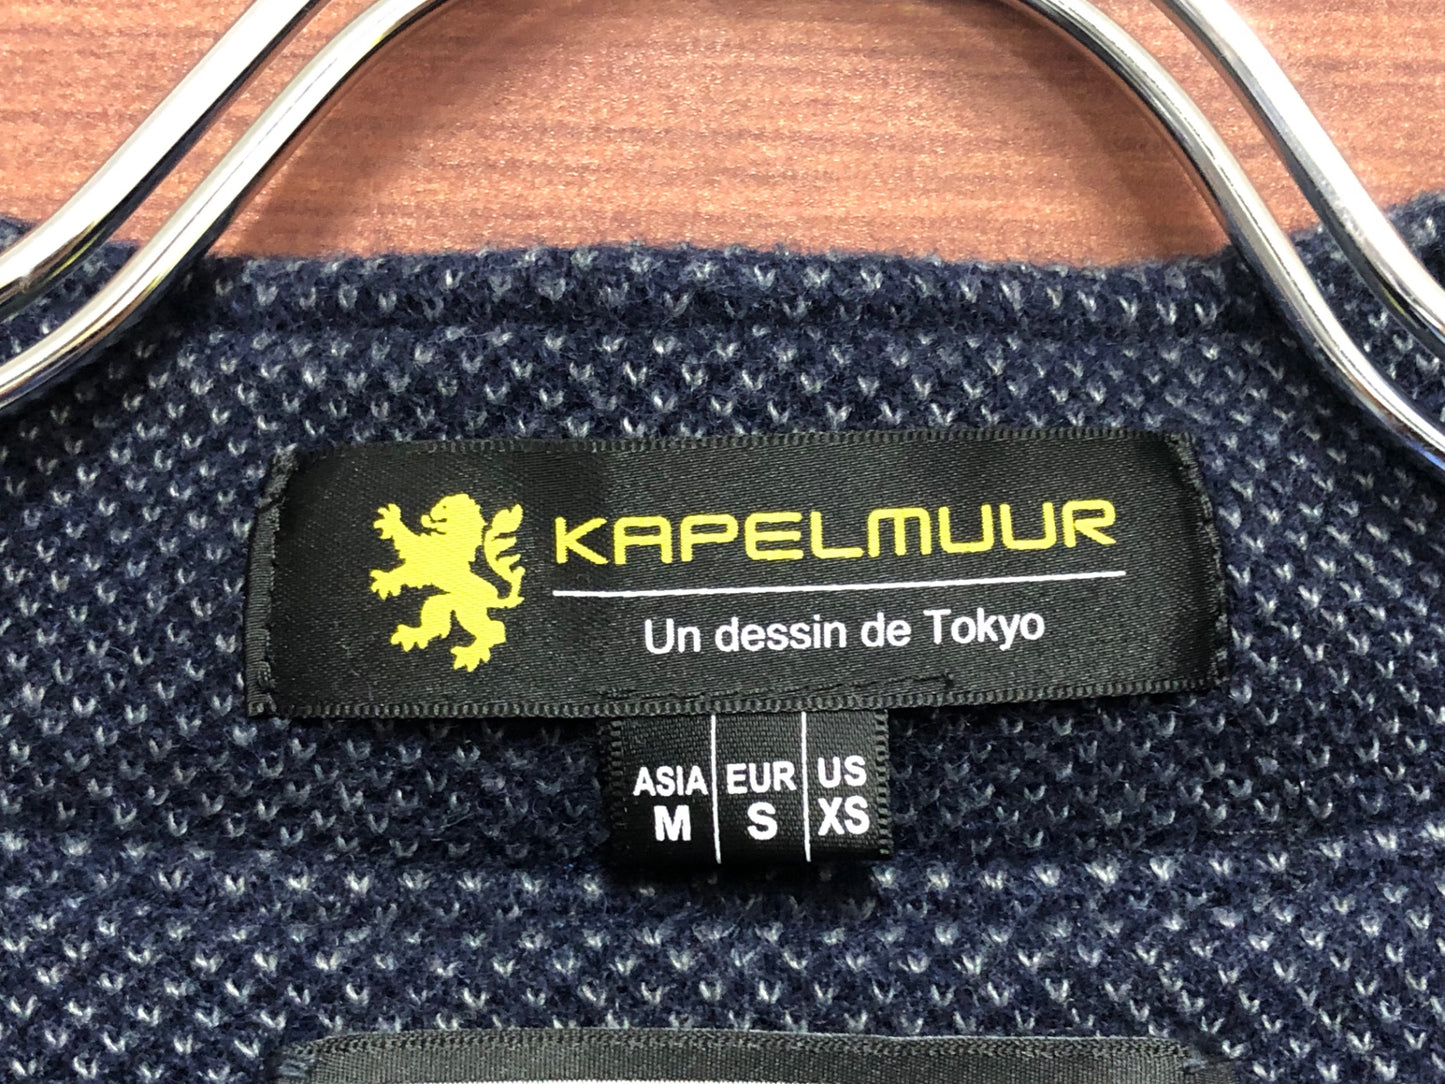 KAPELMUUR
Un dessin de Tokyo
ASIA EUR US
M S XS